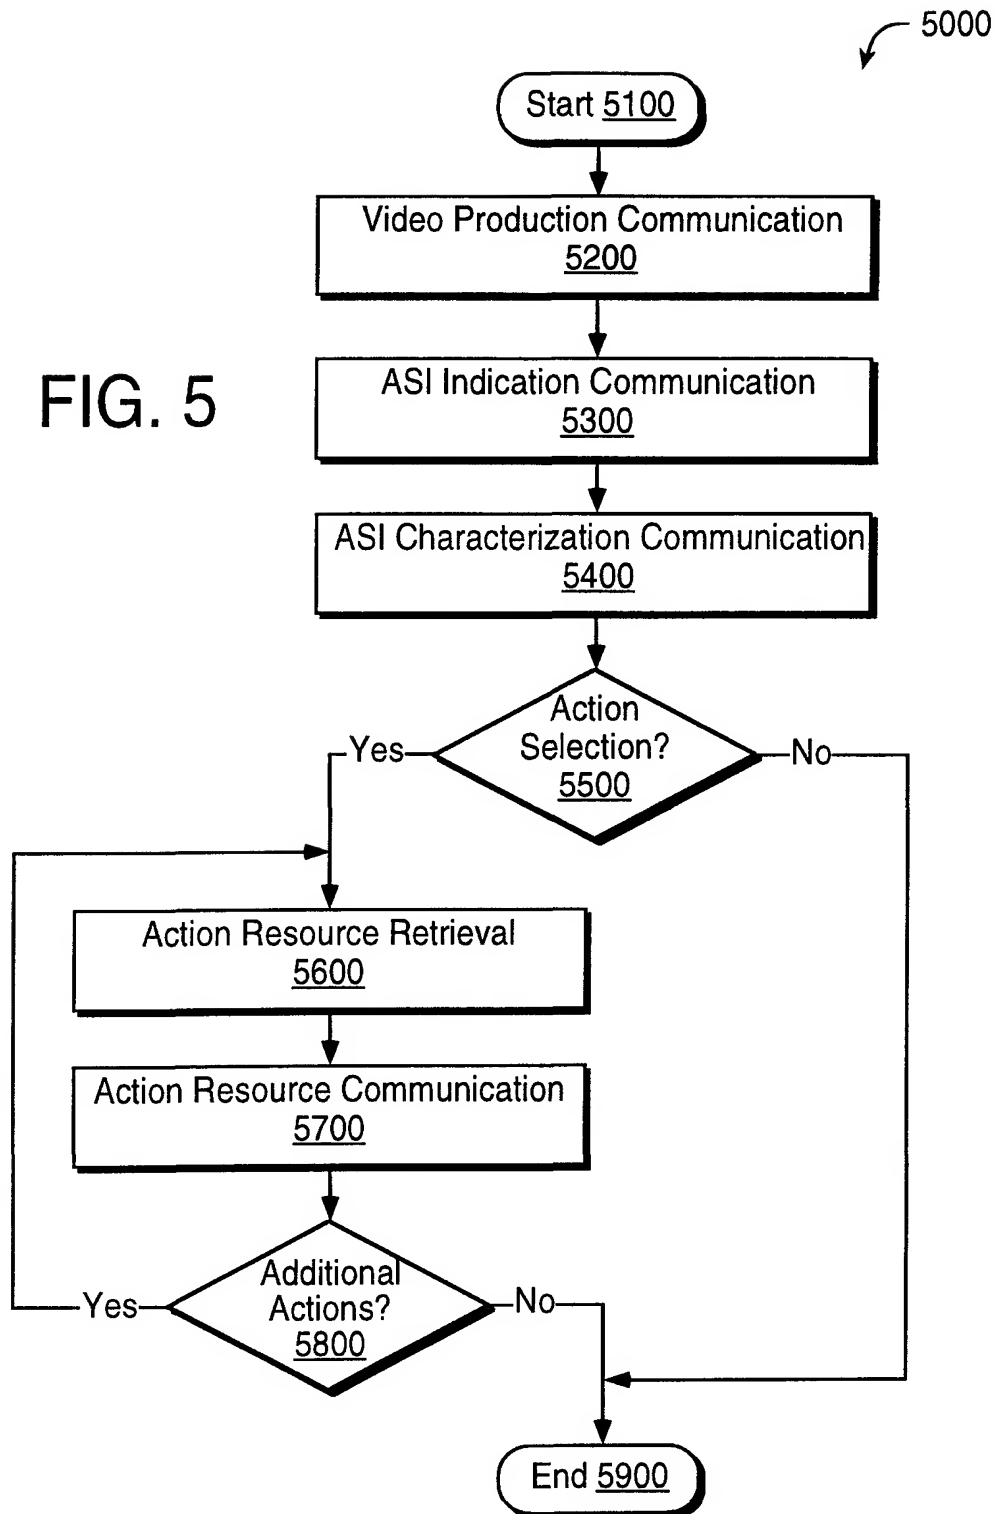 5000
Start 5100
Video Production Communication
5200
FIG. 5
ASI Indication Communication
5300
ASI Characterization Communication
5400
Action
Selection?
5500
Yes
No
Action Resource Retrieval
5600
Action Resource Communication
5700
Additional
Actions?
5800
Yes
No
End 5900